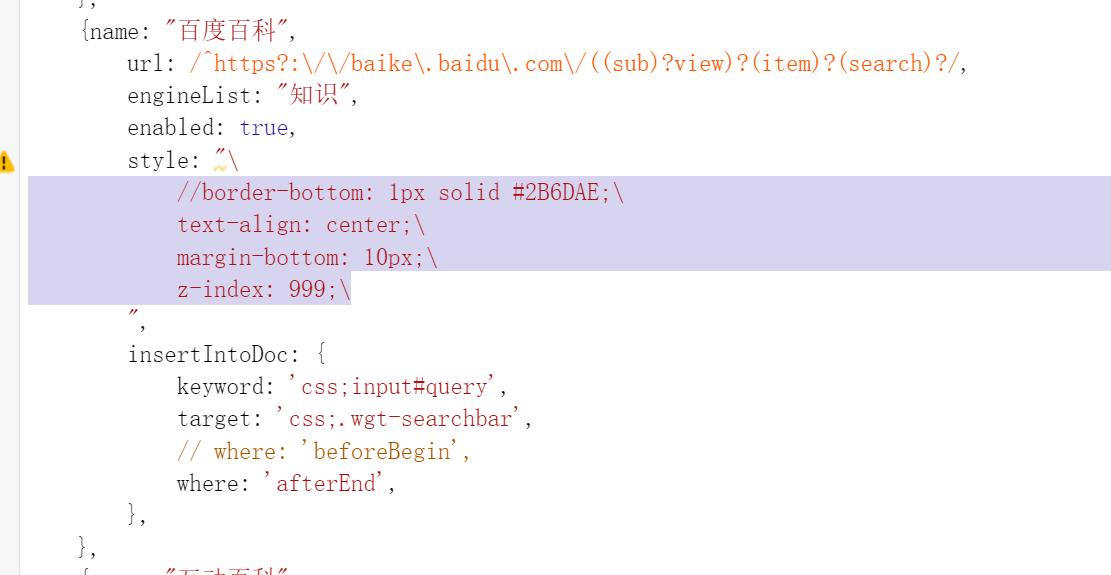 },
{name: "百度百科",
url: /^https?:\/\/baike\.baidu\.com\/((sub)?view)?(item)?(search)?/,
engineList: "知识",
enabled: true,
style: "\
//border-bottom: 1px solid #2B6DAE;\
text-align: center;\
margin-bottom: 10px;\
z-index: 999;\
",
insertIntoDoc: {
keyword: 'css;input#query',
target: 'css;.wgt-searchbar',
// where: 'beforeBegin',
where: 'afterEnd',
},
},